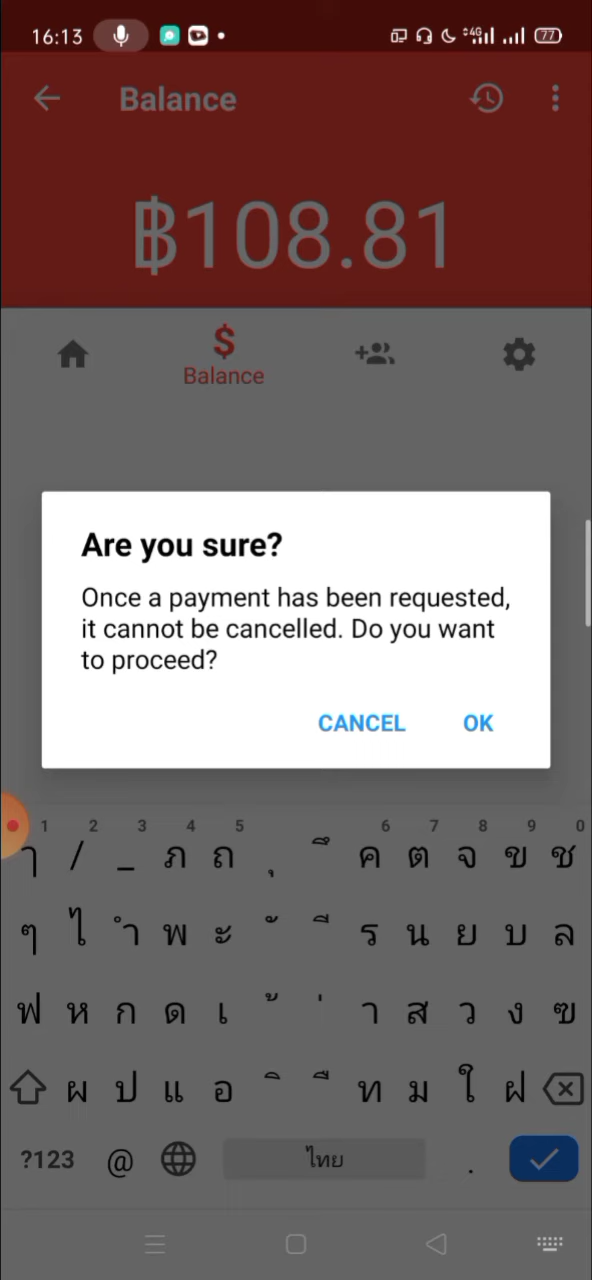 16:13 4G 77
Balance
฿108.81
$
Balance
Are you sure?
Once a payment has been requested,
it cannot be cancelled. Do you want
to proceed?
CANCEL OK
1 2 3 4 5 6 7 8 9 0
ๅ / _ ภ ถ ุ ึ ค ต จ ข ช
ๆ ไ ำ พ ะ ั ี ร น ย บ ล
ฟ ห ก ด เ ้ ่ า ส ว ง ฃ
ผ ป แ อ ิ ื ท ม ใ ฝ
?123 @ ไทย .